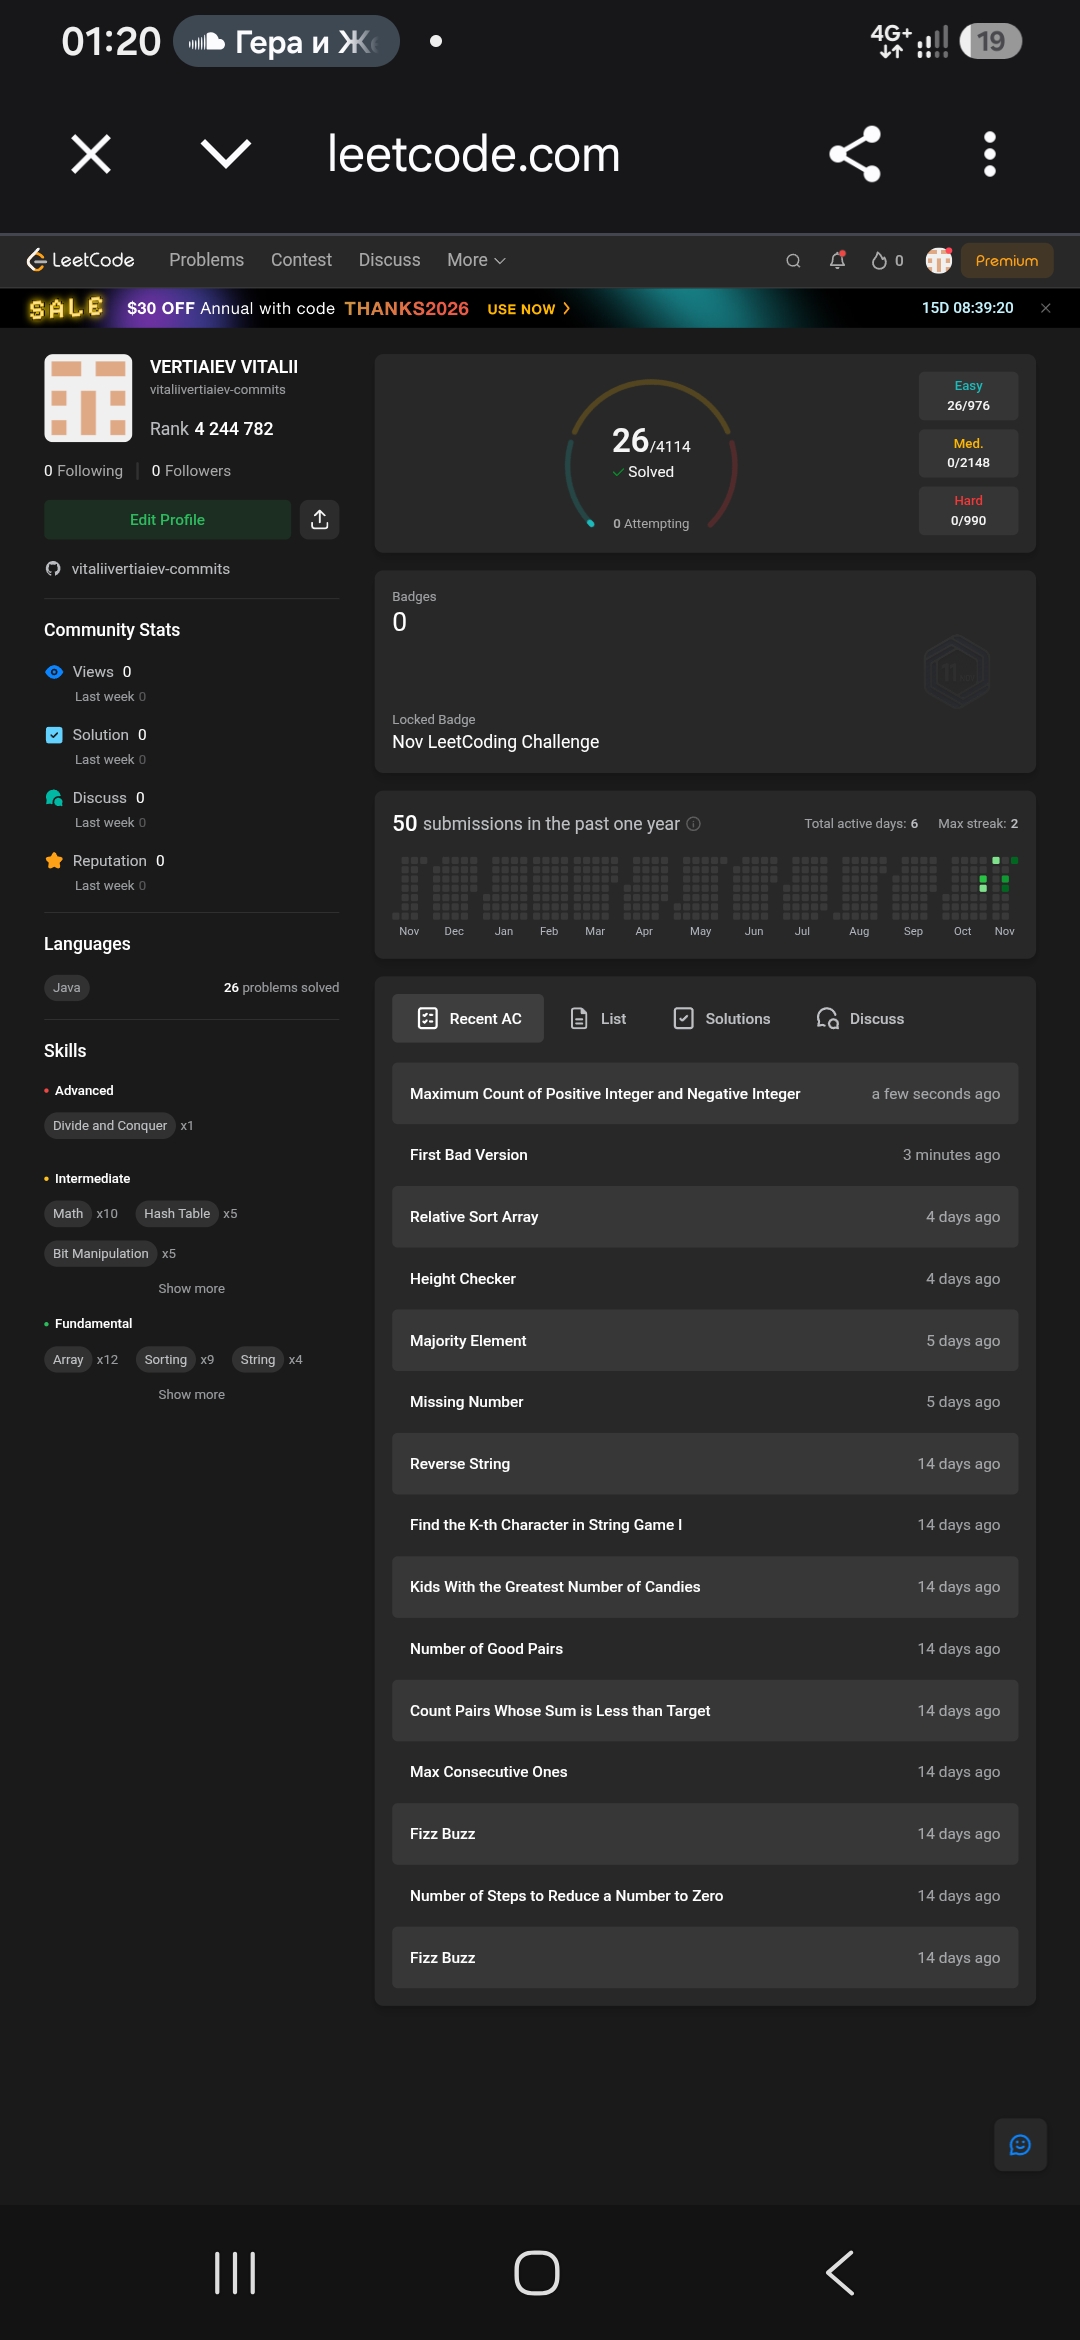 01:20
Гера и Же
4G+
19
leetcode.com
LeetCode Problems Contest Discuss More 0 Premium
SALE $30 OFF Annual with code THANKS2026 USE NOW 15D 08:39:20
VERTIAIEV VITALII
vitaliivertiaiev-commits
Rank 4 244 782
0 Following 0 Followers
Edit Profile
vitaliivertiaiev-commits
Community Stats
Views 0
Last week 0
Solution 0
Last week 0
Discuss 0
Last week 0
Reputation 0
Last week 0
Languages
Java 26 problems solved
Skills
Advanced
Divide and Conquer x1
Intermediate
Math x10 Hash Table x5
Bit Manipulation x5
Show more
Fundamental
Array x12 Sorting x9 String x4
Show more
26/4114
Solved
0 Attempting
Easy
26/976
Med.
0/2148
Hard
0/990
Badges
0
11
Locked Badge
Nov LeetCoding Challenge
50 submissions in the past one year Total active days: 6 Max streak: 2
Nov Dec Jan Feb Mar Apr May Jun Jul Aug Sep Oct Nov
Recent AC List Solutions Discuss
Maximum Count of Positive Integer and Negative Integer a few seconds ago
First Bad Version 3 minutes ago
Relative Sort Array 4 days ago
Height Checker 4 days ago
Majority Element 5 days ago
Missing Number 5 days ago
Reverse String 14 days ago
Find the K-th Character in String Game I 14 days ago
Kids With the Greatest Number of Candies 14 days ago
Number of Good Pairs 14 days ago
Count Pairs Whose Sum is Less than Target 14 days ago
Max Consecutive Ones 14 days ago
Fizz Buzz 14 days ago
Number of Steps to Reduce a Number to Zero 14 days ago
Fizz Buzz 14 days ago